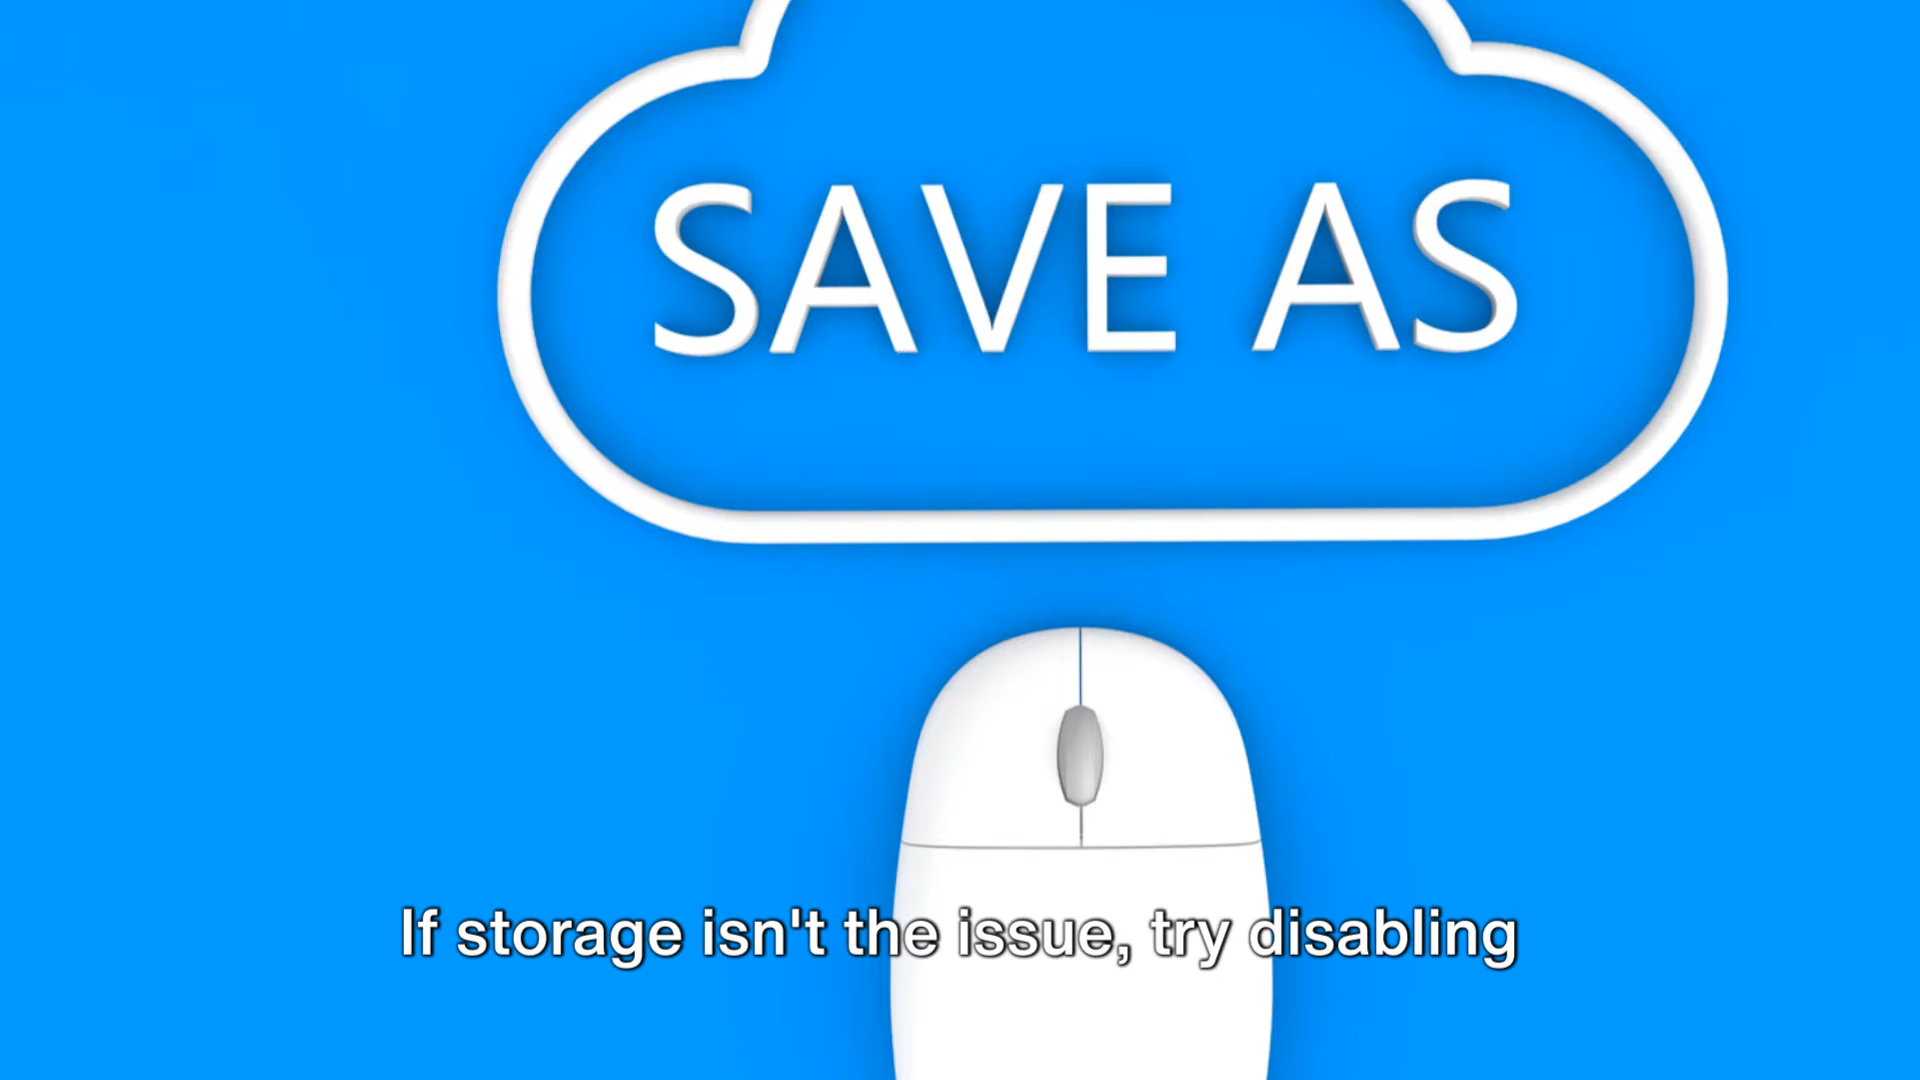 SAVE AS
If storage isn't the issue, try disabling